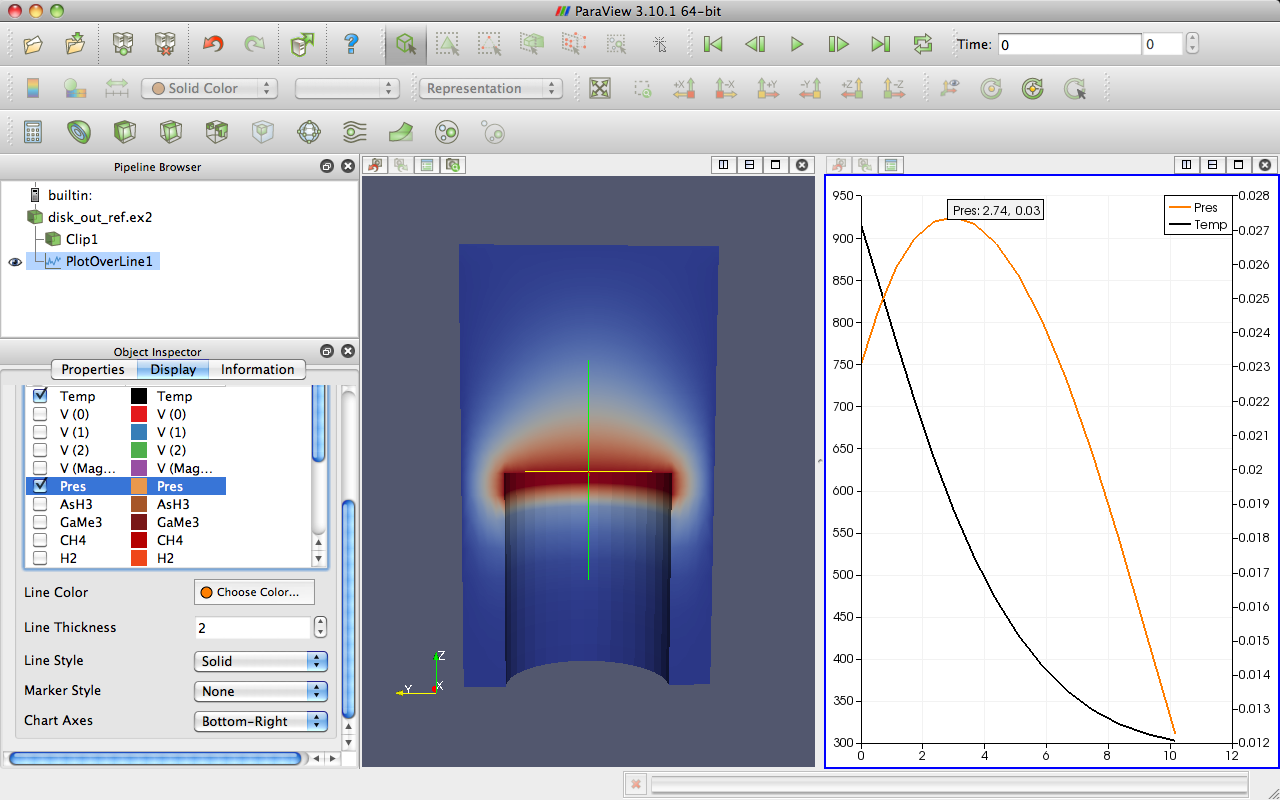 ParaView 3.10.1 64-bit
Time: 0 0
Solid Color
Representation
+X -X +Y -Y +Z -Z
Pipeline Browser
builtin:
disk_out_ref.ex2
Clip1
PlotOverLine1
Object Inspector
Properties Display Information
Temp Temp
V (0) V (0)
V (1) V (1)
V (2) V (2)
V (Mag... V (Mag...
Pres Pres
AsH3 AsH3
GaMe3 GaMe3
CH4 CH4
H2 H2
Line Color Choose Color...
Line Thickness 2
Line Style Solid
Marker Style None
Chart Axes Bottom-Right
Z
Y
X
Pres: 2.74, 0.03
Pres
Temp
950
900
850
800
750
700
650
600
550
500
450
400
350
300
0 2 4 6 8 10 12
0.028
0.027
0.026
0.025
0.024
0.023
0.022
0.021
0.02
0.019
0.018
0.017
0.016
0.015
0.014
0.013
0.012